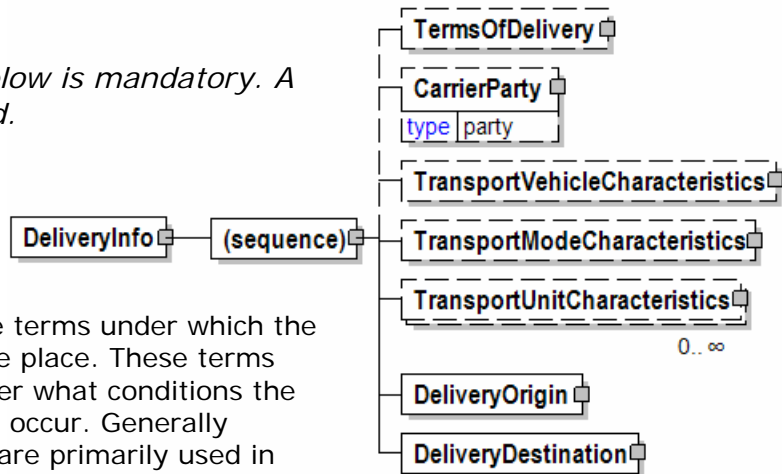 low is mandatory. A
d.
e terms under which the
e place. These terms
er what conditions the
occur. Generally
are primarily used in
DeliveryInfo
(sequence)
TermsOfDelivery
CarrierParty
type party
TransportVehicleCharacteristics
TransportModeCharacteristics
TransportUnitCharacteristics
0.. ∞
DeliveryOrigin
DeliveryDestination